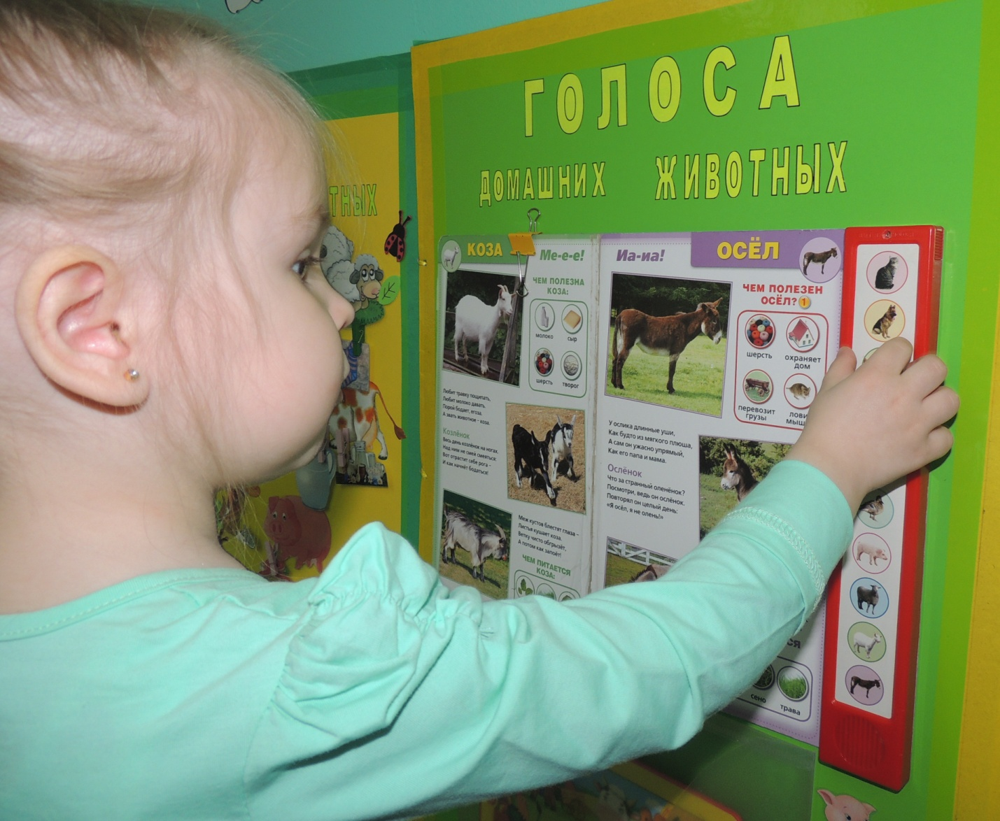 ГОЛОСА
ДОМАШНИХ ЖИВОТНЫХ
ТНЫХ
КОЗА
Ме-е-е!
ЧЕМ ПОЛЕЗНА
КОЗА:
молоко
сыр
шерсть
творог
Любит травку пощипать,
Любит молоко давать.
Порой бодает, егоза.
А звать животное – коза.
Козлёнок
Весь день козлёнок на ногах.
Над ним не смей смеяться:
Вот отрастит себе рога –
И как начнёт бодаться!
Меж кустов блестят глаза –
Листья кушает коза.
Ветку чисто обгрызёт,
А потом как запоёт!
ЧЕМ ПИТАЕТСЯ
КОЗА:
Иа-иа!
ОСЁЛ
ЧЕМ ПОЛЕЗЕН
ОСЁЛ? 1
шерсть
охраняет
дом
перевозит
грузы
лови
мыш
У ослика длинные уши,
Как будто из мягкого плюша,
А сам он ужасно упрямый,
Как его папа и мама.
Ослёнок
Что за странный оленёнок?
Посмотри, ведь он ослёнок.
Повторял он целый день:
«Я осёл, я не олень!»
СЯ
сено
трава